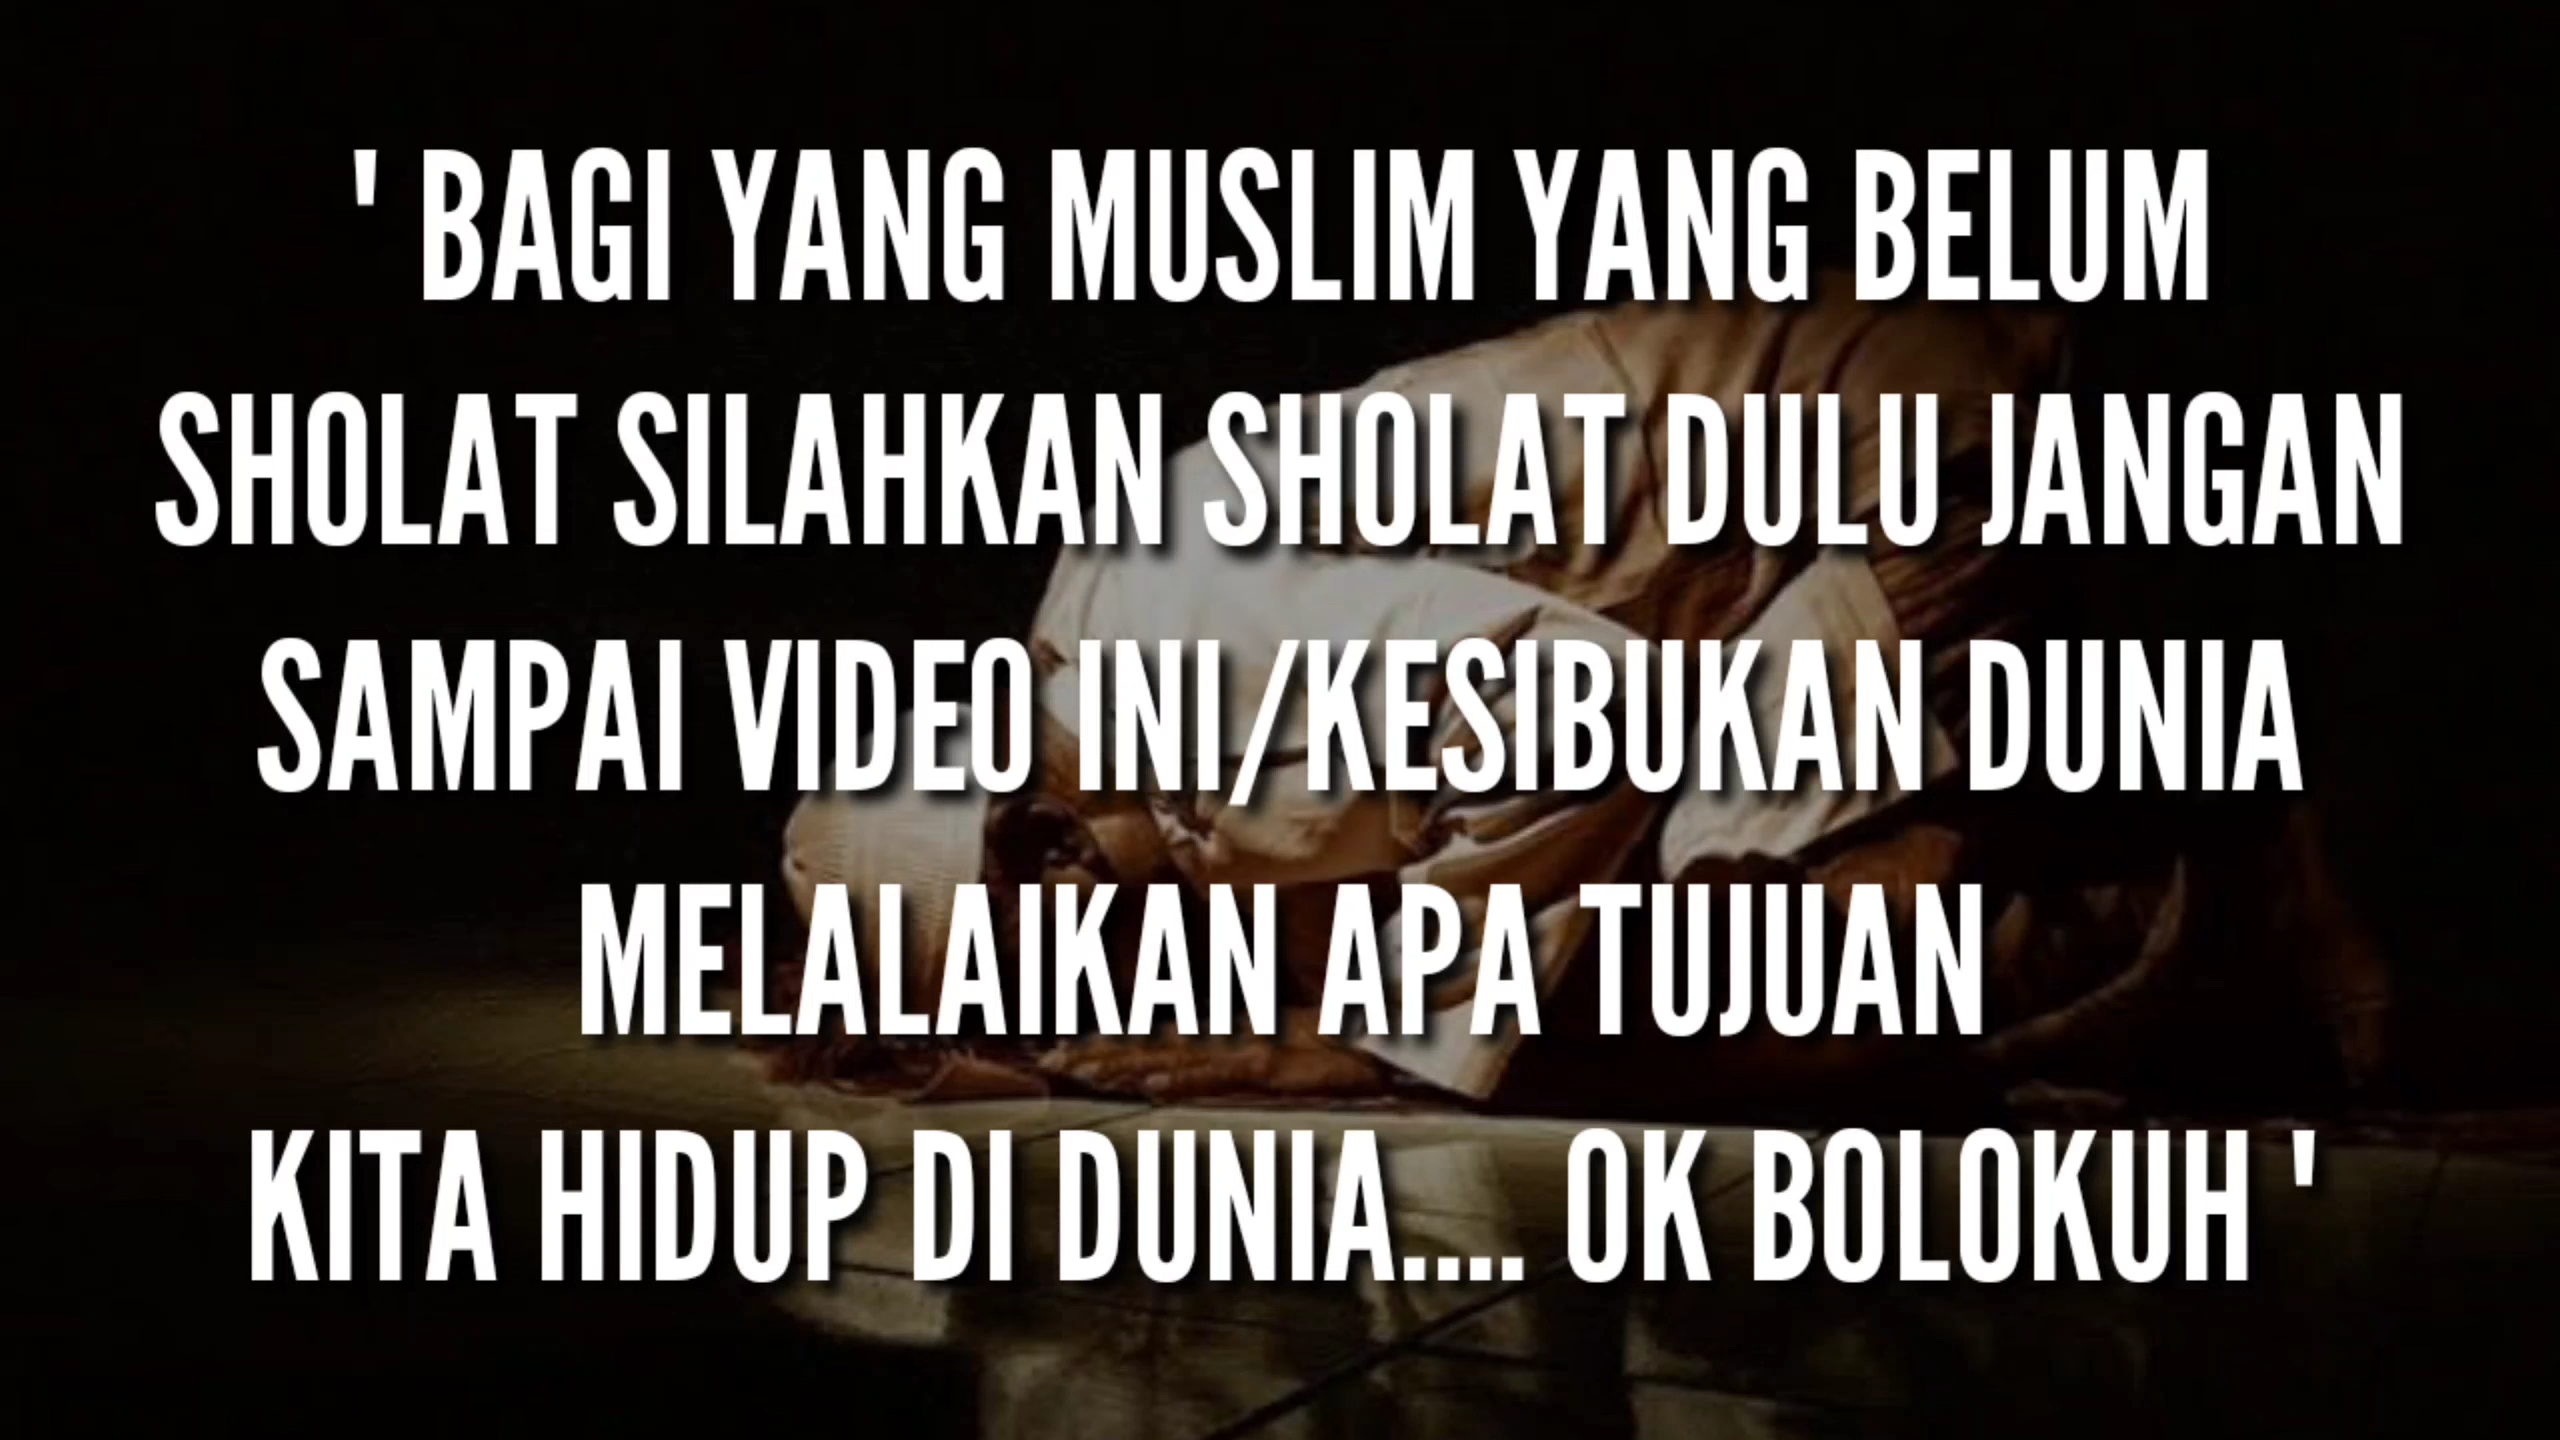 ' BAGI YANG MUSLIM YANG BELUM
SHOLAT SILAHKAN SHOLAT DULU JANGAN
SAMPAI VIDEO INI/KESIBUKAN DUNIA
MELALAIKAN APA TUJUAN
KITA HIDUP DI DUNIA.... OK BOLOKUH '